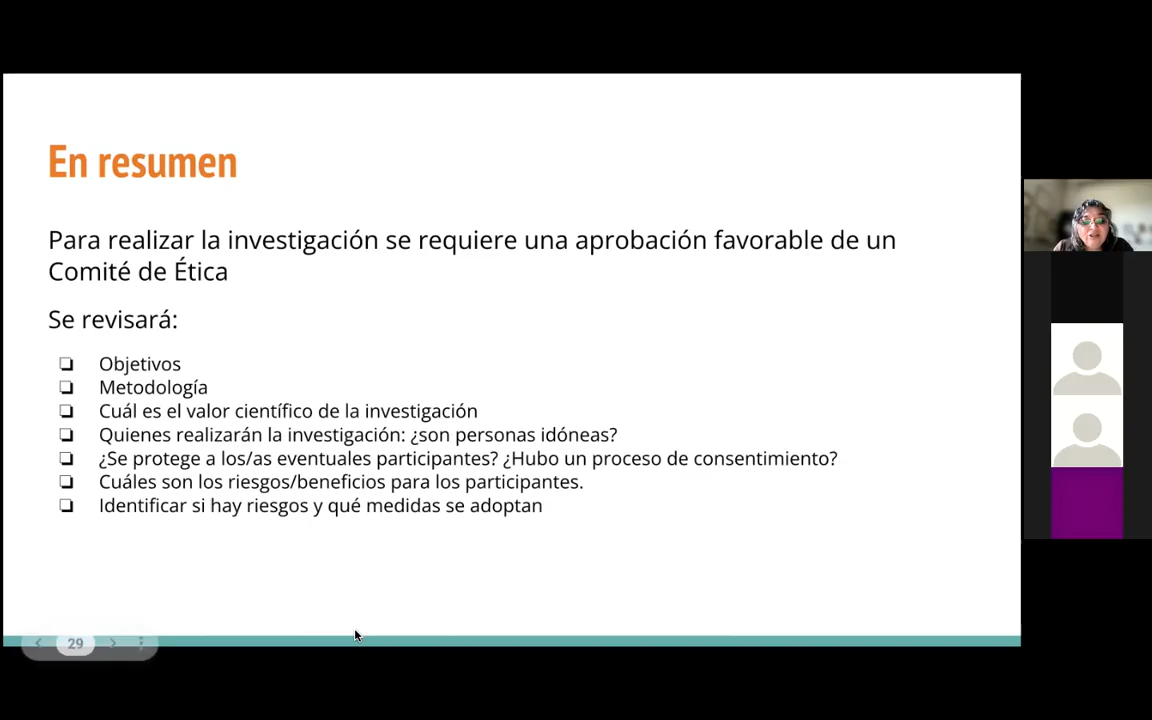 En resumen
Para realizar la investigación se requiere una aprobación favorable de un
Comité de Ética
Se revisará:
❏ Objetivos
❏ Metodología
❏ Cuál es el valor científico de la investigación
❏ Quienes realizarán la investigación: ¿son personas idóneas?
❏ ¿Se protege a los/as eventuales participantes? ¿Hubo un proceso de consentimiento?
❏ Cuáles son los riesgos/beneficios para los participantes.
❏ Identificar si hay riesgos y qué medidas se adoptan
29